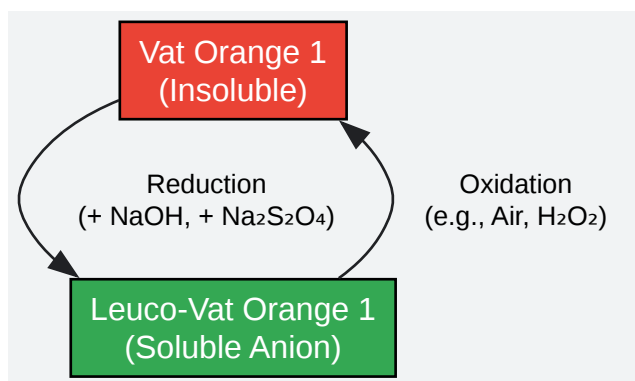 Vat Orange 1
(Insoluble)
Reduction
(+ NaOH, + Na₂S₂O₄)
Oxidation
(e.g., Air, H₂O₂)
Leuco-Vat Orange 1
(Soluble Anion)